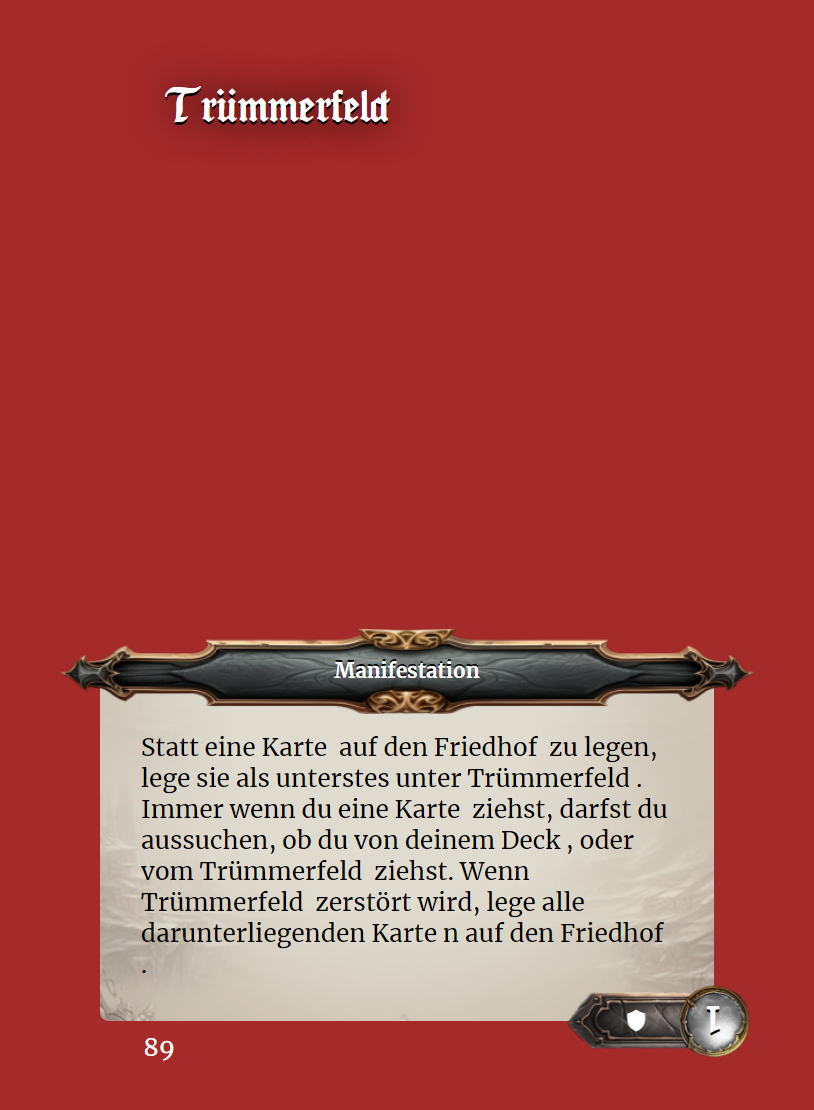 Trümmerfeld
Manifestation
Statt eine Karte  auf den Friedhof  zu legen,
lege sie als unterstes unter Trümmerfeld .
Immer wenn du eine Karte  ziehst, darfst du
aussuchen, ob du von deinem Deck , oder
vom Trümmerfeld  ziehst. Wenn
Trümmerfeld  zerstört wird, lege alle
darunterliegenden Karte n auf den Friedhof
.
1
89